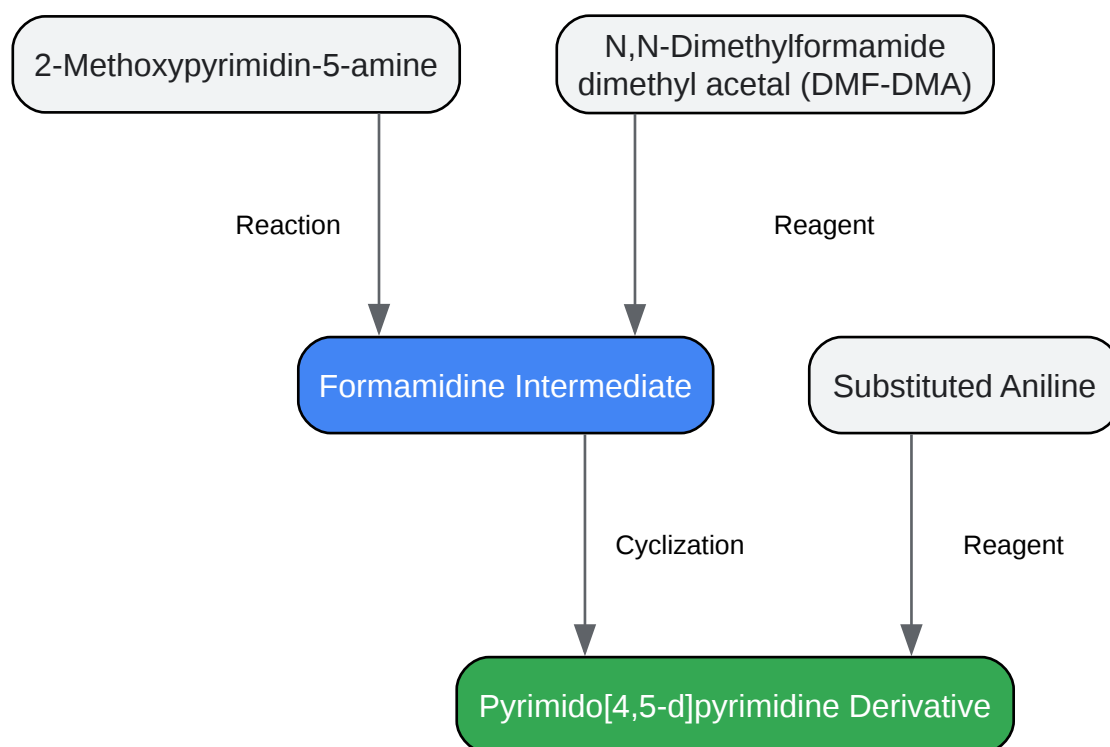 2-Methoxypyrimidin-5-amine
N,N-Dimethylformamide
dimethyl acetal (DMF-DMA)
Reaction
Reagent
Formamidine Intermediate
Substituted Aniline
Cyclization
Reagent
Pyrimido[4,5-d]pyrimidine Derivative